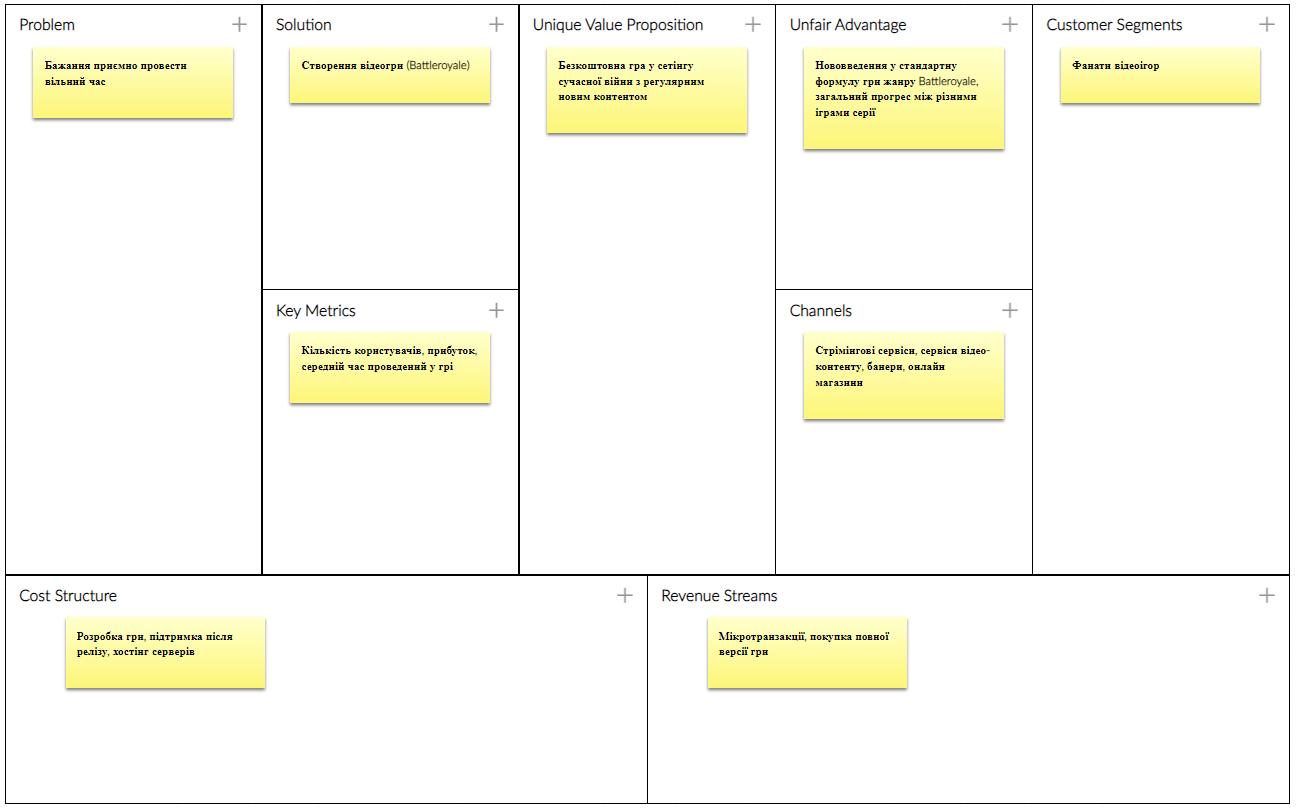 Problem
Бажання приємно провести
вільний час
Solution
Створення відеогри (Battleroyale)
Key Metrics
Кількість користувачів, прибуток,
середній час проведений у грі
Unique Value Proposition
Безкоштовна гра у сетінгу
сучасної війни з регулярним
новим контентом
Unfair Advantage
Нововведення у стандартну
формулу гри жанру Battleroyale,
загальний прогрес між різними
іграми серії
Channels
Стрімінгові сервіси, сервіси відео-
контенту, банери, онлайн
магазини
Customer Segments
Фанати відеоігор
Cost Structure
Розробка гри, підтримка після
релізу, хостінг серверів
Revenue Streams
Мікротранзакції, покупка повної
версії гри